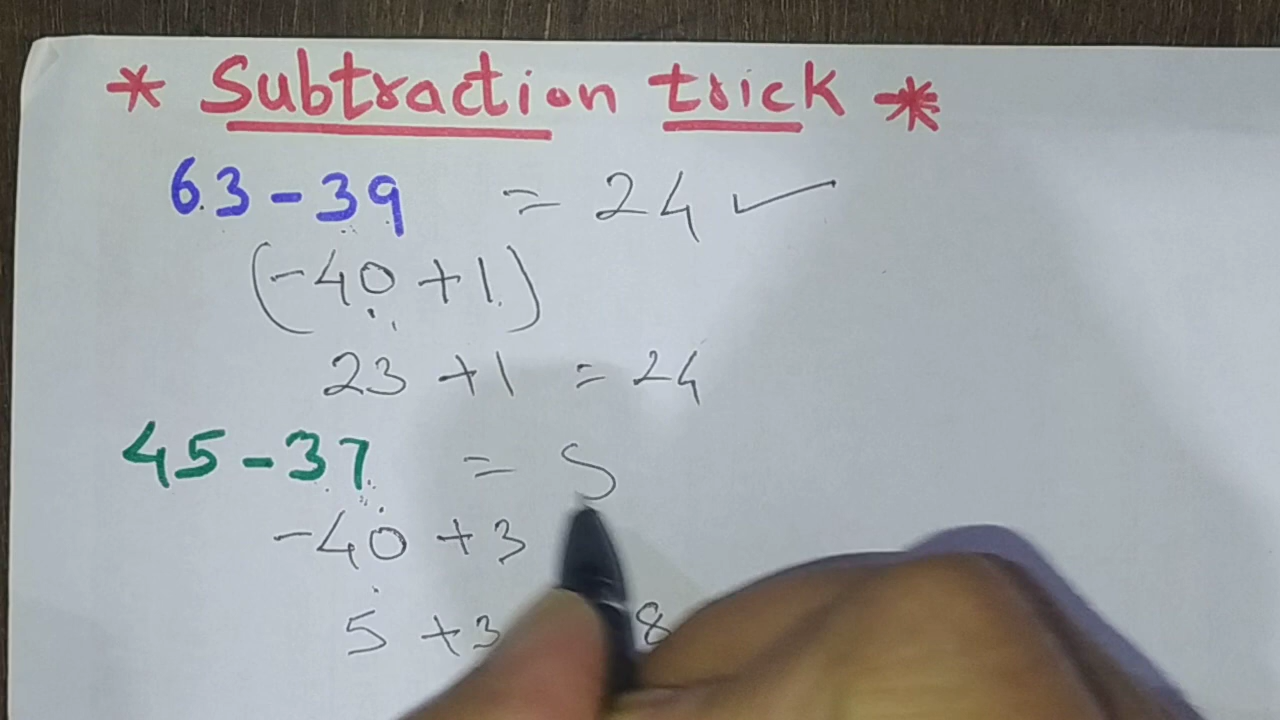 * Subtraction trick *
63-39 = 24 ✓
(-40 +1)
23 +1 = 24
45-37 =
-40 +3
5 +3 8